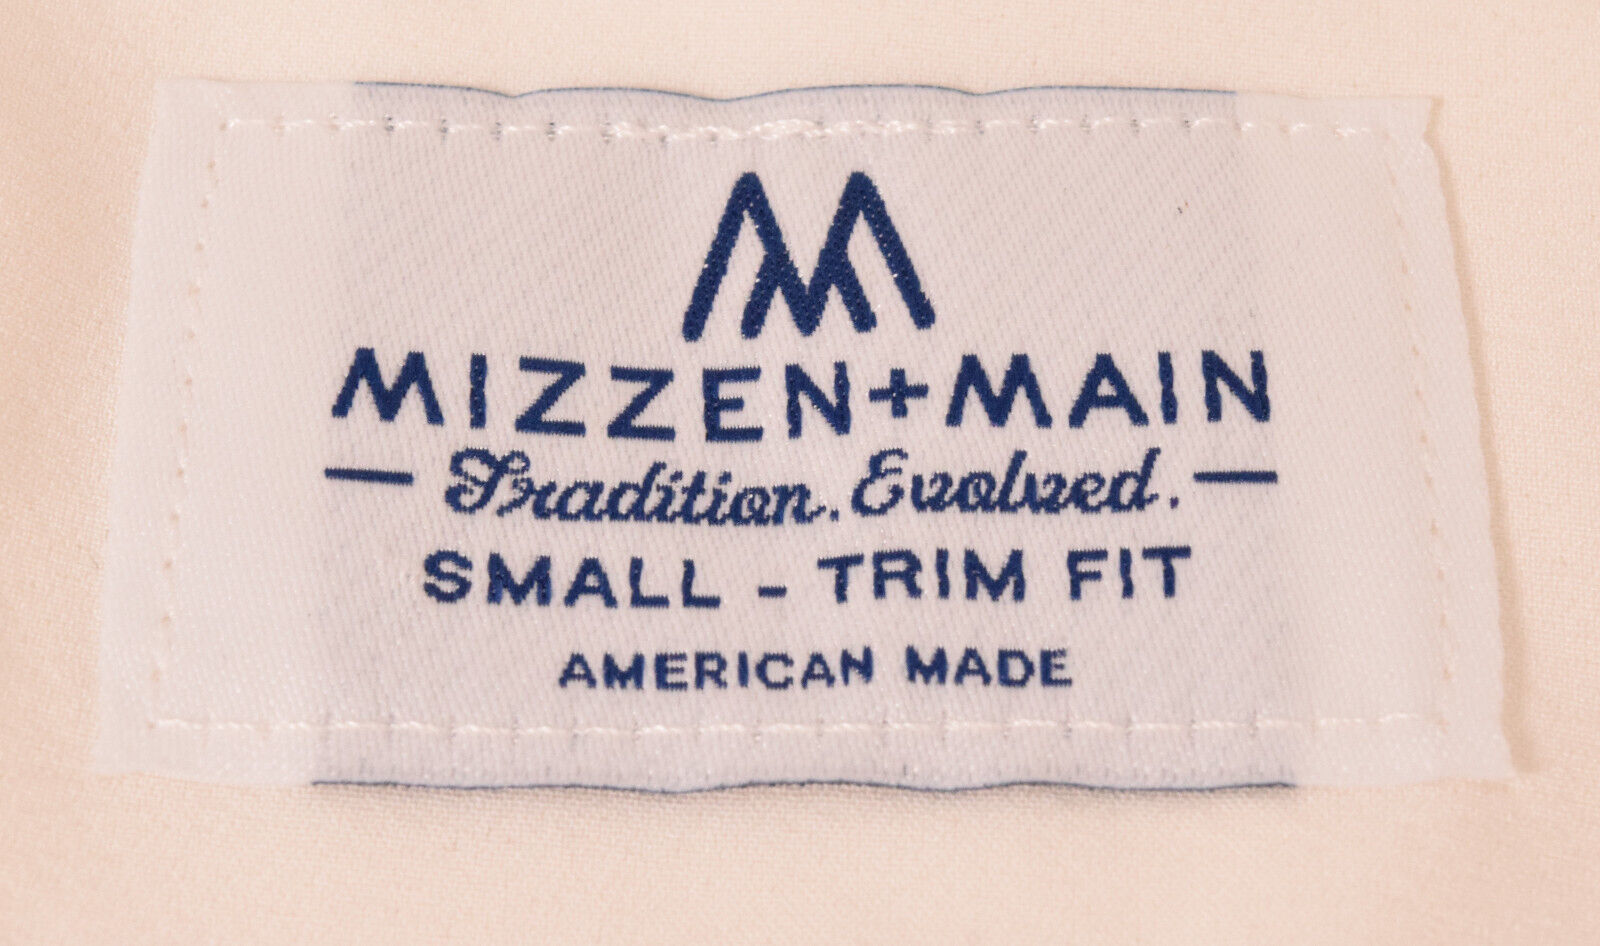 M
MIZZEN+MAIN
— Tradition. Evolved. —
SMALL - TRIM FIT
AMERICAN MADE